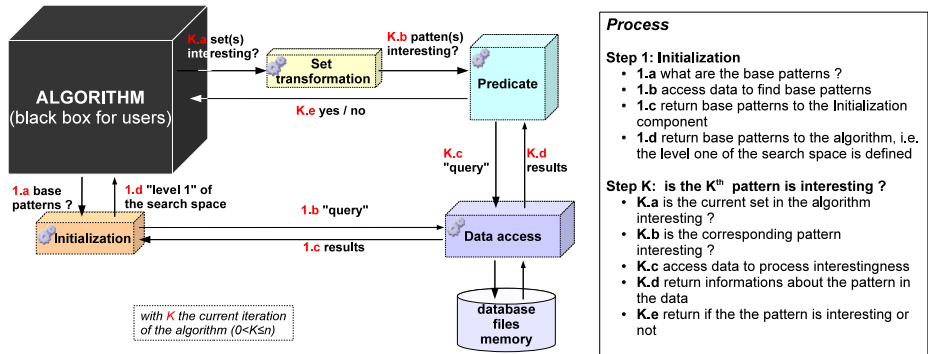 K.a set(s)
interesting?
K.b patten(s)
interesting?
Set
transformation
Predicate
ALGORITHM
(black box for users)
K.e yes / no
K.c
"query"
K.d
results
1.a base
patterns ?
1.d "level 1" of
the search space
1.b "query"
Initialization
Data access
1.c results
database
files
memory
with K the current iteration
of the algorithm (0<K≤n)
Process
Step 1: Initialization
• 1.a what are the base patterns ?
• 1.b access data to find base patterns
• 1.c return base patterns to the Initialization
component
• 1.d return base patterns to the algorithm, i.e.
the level one of the search space is defined
Step K: is the Kth pattern is interesting ?
• K.a is the current set in the algorithm
interesting ?
• K.b is the corresponding pattern
interesting ?
• K.c access data to process interestingness
• K.d return informations about the pattern in
the data
• K.e return if the the pattern is interesting or
not